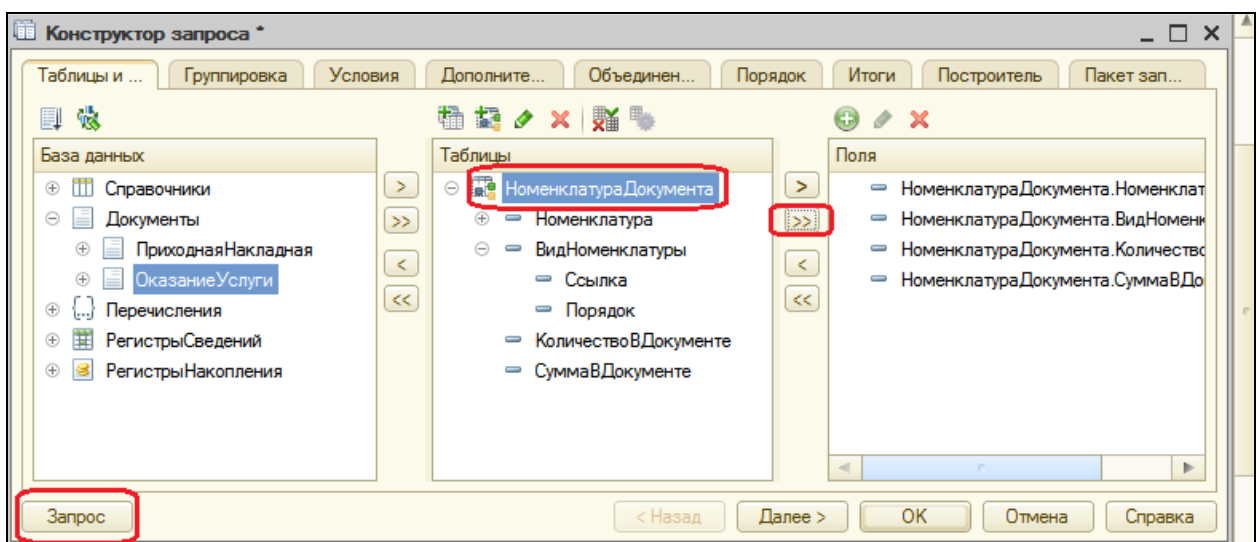 Конструктор запроса *
Таблицы и ...
Группировка
Условия
Дополните...
Объединен...
Порядок
Итоги
Построитель
Пакет зап...
База данных
Справочники
Документы
ПриходнаяНакладная
ОказаниеУслуги
Перечисления
РегистрыСведений
РегистрыНакопления
>
>>
<
<<
Таблицы
НоменклатураДокумента
Номенклатура
ВидНоменклатуры
Ссылка
Порядок
КоличествоВДокументе
СуммаВДокументе
>
>>
<
<<
Поля
НоменклатураДокумента.Номенклат
НоменклатураДокумента.ВидНоменк
НоменклатураДокумента.Количество
НоменклатураДокумента.СуммаВДо
Запрос
< Назад
Далее >
OK
Отмена
Справка